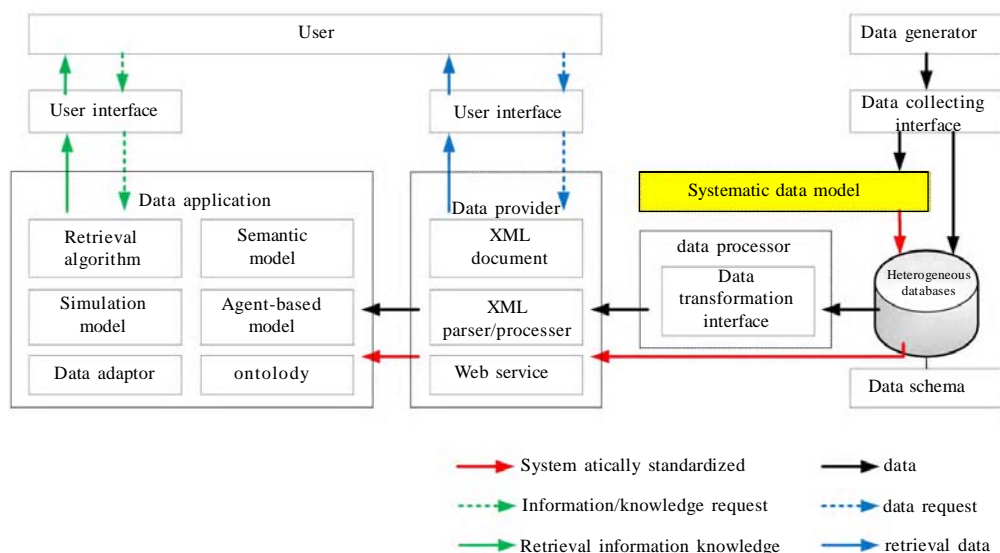 User
Data generator
User interface
User interface
Data collecting
interface
Data application
Data provider
Systematic data model
Retrieval
algorithm
Semantic
model
XML
document
data processor
Data
transformation
interface
Heterogeneous
databases
Simulation
model
Agent-based
model
XML
parser/processer
Data adaptor
ontolody
Web service
Data schema
System atically standardized
data
Information/knowledge request
data request
Retrieval information knowledge
retrieval data